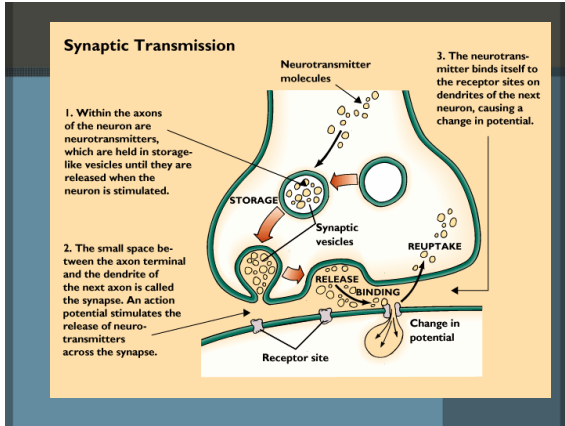 Synaptic Transmission
Neurotransmitter
molecules
3. The neurotrans-
mitter binds itself to
the receptor sites on
dendrites of the next
neuron, causing a
change in potential.
1. Within the axons
of the neuron are
neurotransmitters,
which are held in storage-
like vesicles until they are
released when the
neuron is stimulated.
STORAGE
Synaptic
vesicles
REUPTAKE
2. The small space be-
tween the axon terminal
and the dendrite of
the next axon is called
the synapse. An action
potential stimulates the
release of neuro-
transmitters
across the synapse.
RELEASE
BINDING
Change in
potential
Receptor site